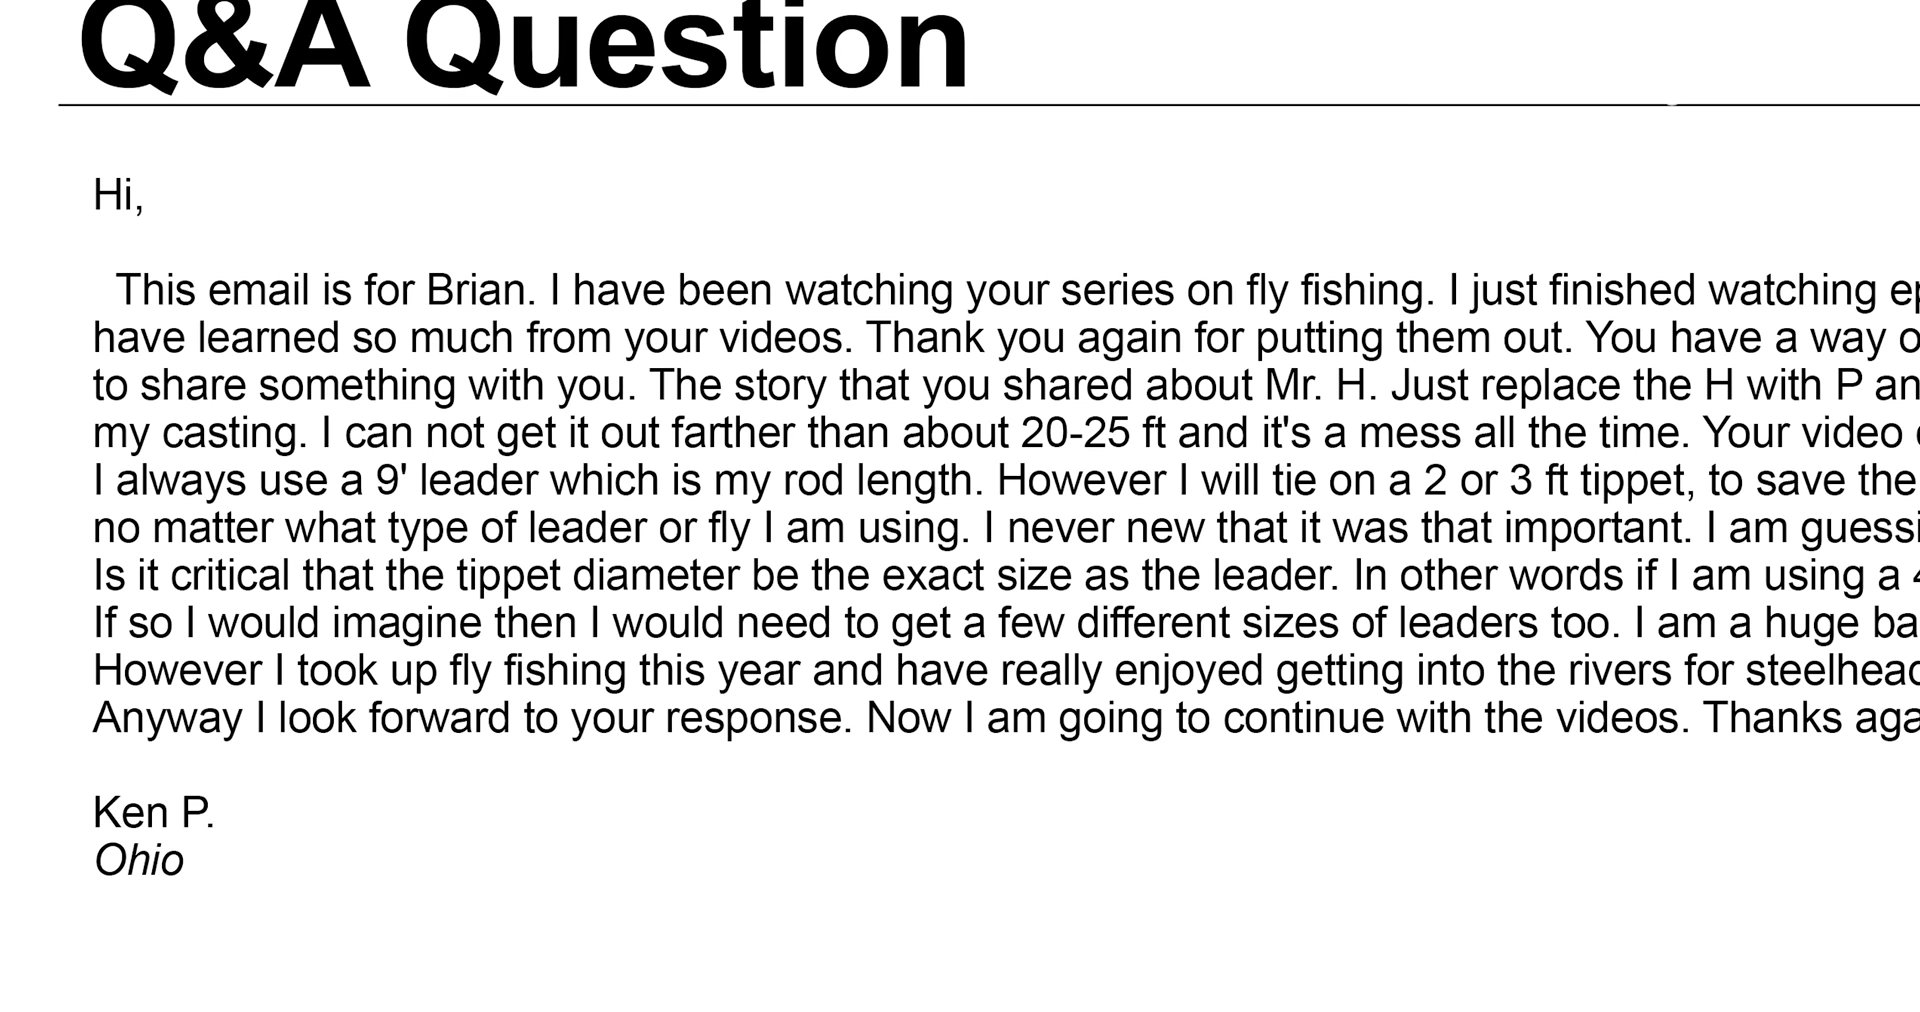 Q&A Question
Hi,
This email is for Brian. I have been watching your series on fly fishing. I just finished watching
have learned so much from your videos. Thank you again for putting them out. You have a way
to share something with you. The story that you shared about Mr. H. Just replace the H with P
my casting. I can not get it out farther than about 20-25 ft and it's a mess all the time. Your video
I always use a 9' leader which is my rod length. However I will tie on a 2 or 3 ft tippet, to save the
no matter what type of leader or fly I am using. I never new that it was that important. I am
Is it critical that the tippet diameter be the exact size as the leader. In other words if I am using a
If so I would imagine then I would need to get a few different sizes of leaders too. I am a huge
However I took up fly fishing this year and have really enjoyed getting into the rivers for
Anyway I look forward to your response. Now I am going to continue with the videos. Thanks
Ken P.
Ohio